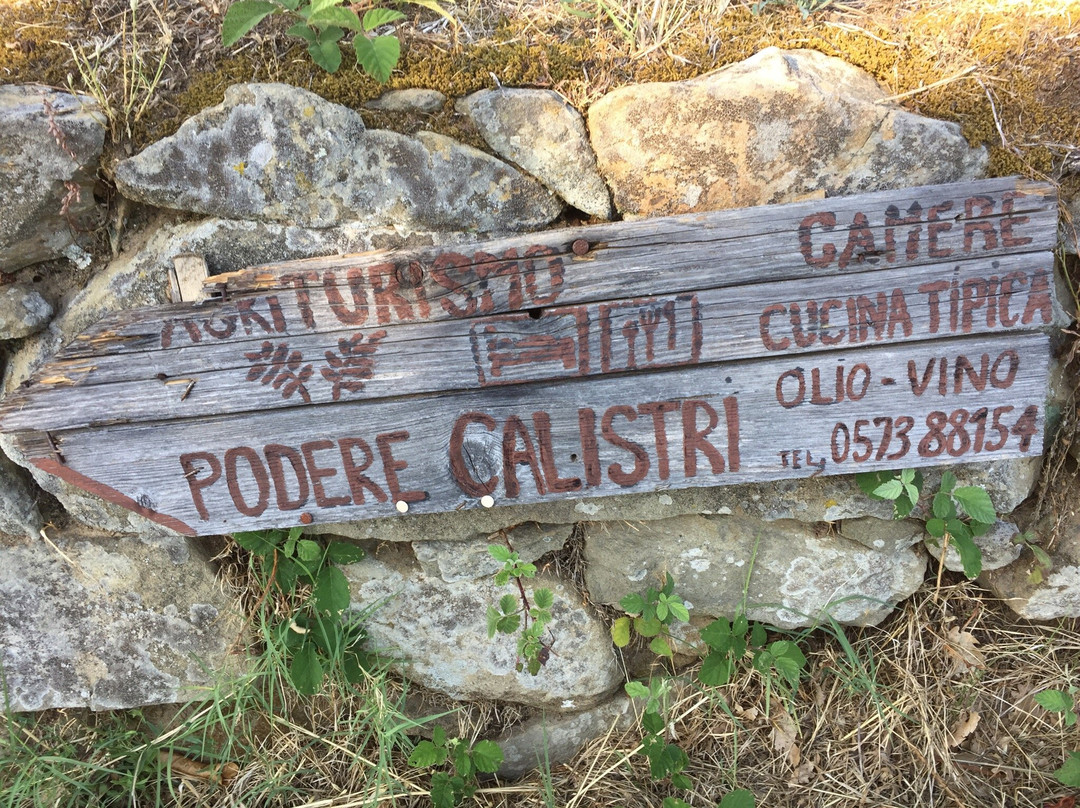 AGRITURISMO
CAMERE
CUCINA TIPICA
OLIO - VINO
PODERE CALISTRI
TEL, 0573 88154